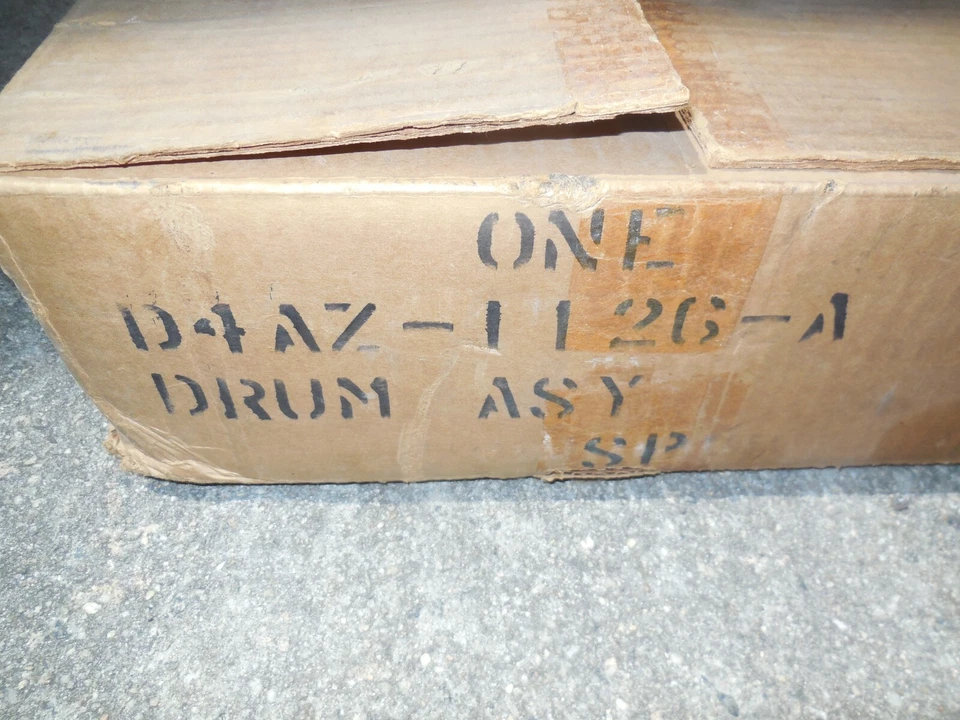 ONE
D4AZ-1126-A
DRUM ASY
SP